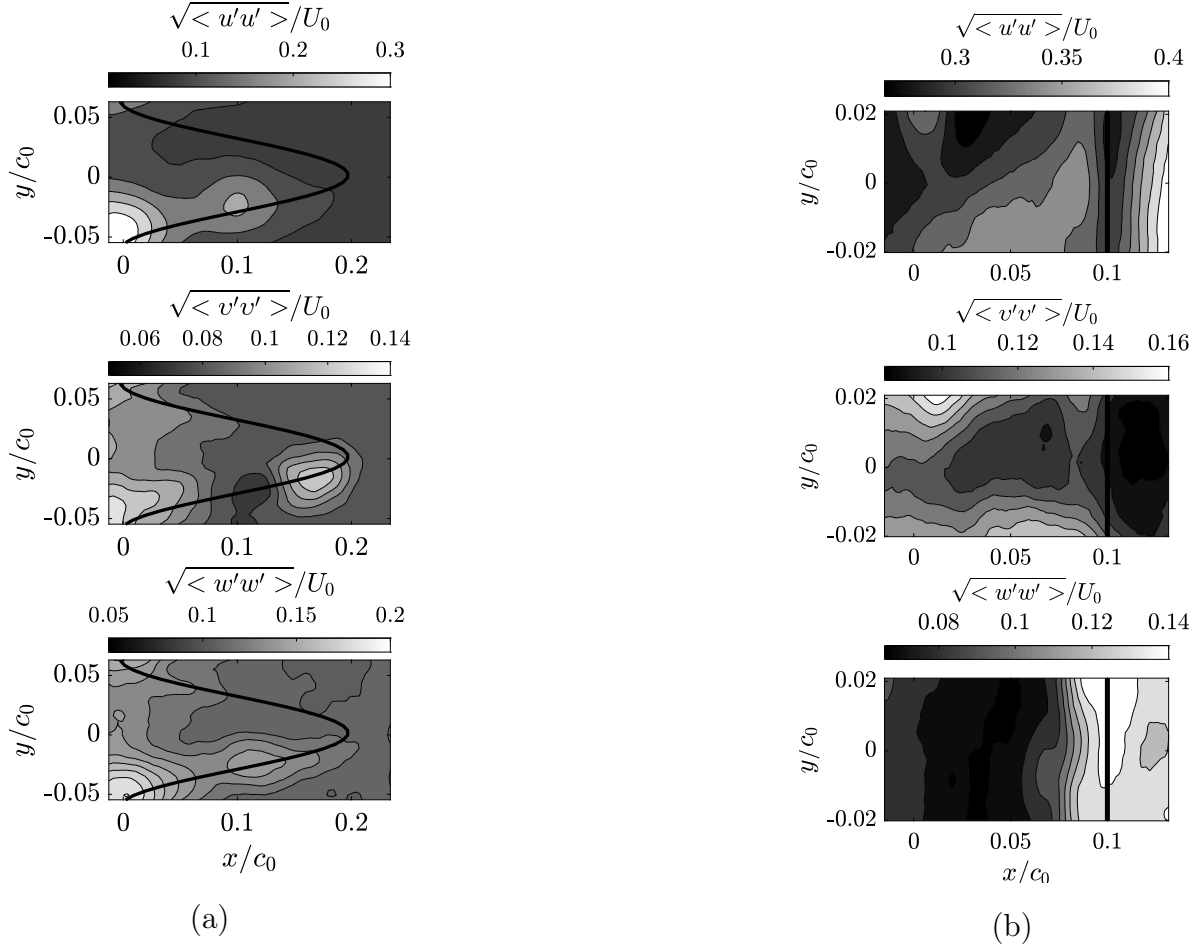 √<u'u'>/U₀
0.1 0.2 0.3
0.05
0
-0.05
y/c₀
0 0.1 0.2
√<v'v'>/U₀
0.06 0.08 0.1 0.12 0.14
0.05
0
-0.05
y/c₀
0 0.1 0.2
√<w'w'>/U₀
0.05 0.1 0.15 0.2
0.05
0
-0.05
y/c₀
0 0.1 0.2
x/c₀
(a)
√<u'u'>/U₀
0.3 0.35 0.4
0.02
0
-0.02
y/c₀
0 0.05 0.1
√<v'v'>/U₀
0.1 0.12 0.14 0.16
0.02
0
-0.02
y/c₀
0 0.05 0.1
√<w'w'>/U₀
0.08 0.1 0.12 0.14
0.02
0
-0.02
y/c₀
0 0.05 0.1
x/c₀
(b)